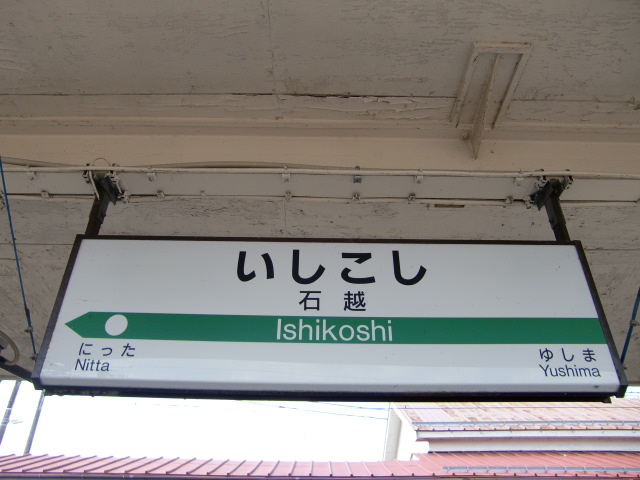 いしこし
石越
Ishikoshi
にった
Nitta
ゆしま
Yushima